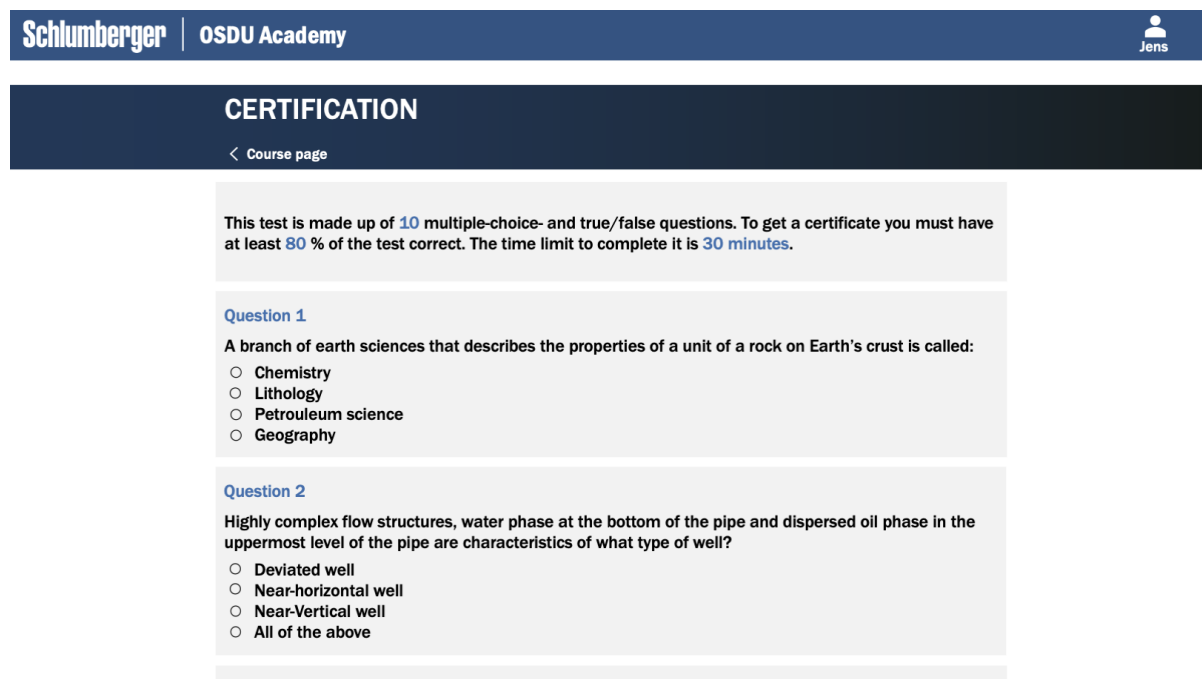 Schlumberger | OSDU Academy
Jens
CERTIFICATION
< Course page
This test is made up of 10 multiple-choice- and true/false questions. To get a certificate you must have
at least 80 % of the test correct. The time limit to complete it is 30 minutes.
Question 1
A branch of earth sciences that describes the properties of a unit of a rock on Earth's crust is called:
Chemistry
Lithology
Petrouleum science
Geography
Question 2
Highly complex flow structures, water phase at the bottom of the pipe and dispersed oil phase in the
uppermost level of the pipe are characteristics of what type of well?
Deviated well
Near-horizontal well
Near-Vertical well
All of the above